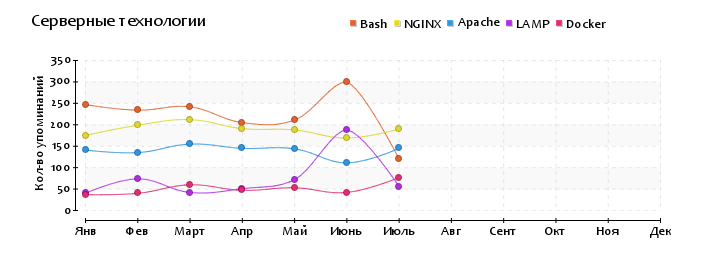 Серверные технологии
Bash NGINX Apache LAMP Docker
Кол-во упоминаний
350
300
250
200
150
100
50
0
Янв Фев Март Апр Май Июнь Июль Авг Сент Окт Ноя Дек